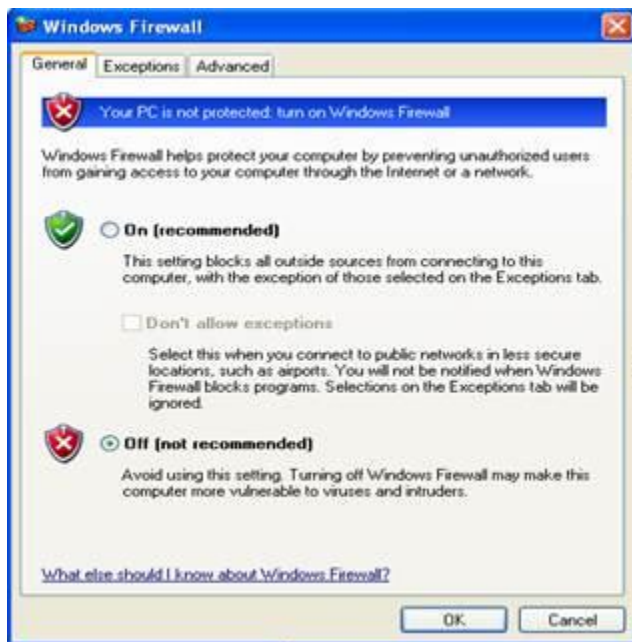 Windows Firewall
General Exceptions Advanced
Your PC is not protected: turn on Windows Firewall
Windows Firewall helps protect your computer by preventing unauthorized users
from gaining access to your computer through the Internet or a network.
On (recommended)
This setting blocks all outside sources from connecting to this
computer, with the exception of those selected on the Exceptions tab.
Don't allow exceptions
Select this when you connect to public networks in less secure
locations, such as airports. You will not be notified when Windows
Firewall blocks programs. Selections on the Exceptions tab will be
ignored.
Off (not recommended)
Avoid using this setting. Turning off Windows Firewall may make this
computer more vulnerable to viruses and intruders.
What else should I know about Windows Firewall?
OK Cancel